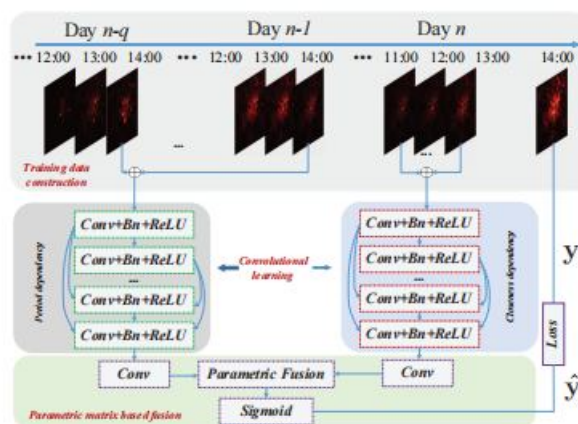 Day n-q Day n-1 Day n
••• 12:00 13:00 14:00 ••• 12:00 13:00 14:00 ••• 11:00 12:00 13:00 14:00
...
...
Training data
construction
Period dependency
Conv+Bn+ReLU
Conv+Bn+ReLU
...
Conv+Bn+ReLU
Conv+Bn+ReLU
Convolutional
learning
Conv+Bn+ReLU
Conv+Bn+ReLU
...
Conv+Bn+ReLU
Conv+Bn+ReLU
Closeness dependency
y
Loss
ŷ
Conv
Parametric Fusion
Conv
Sigmoid
Parametric matrix based fusion